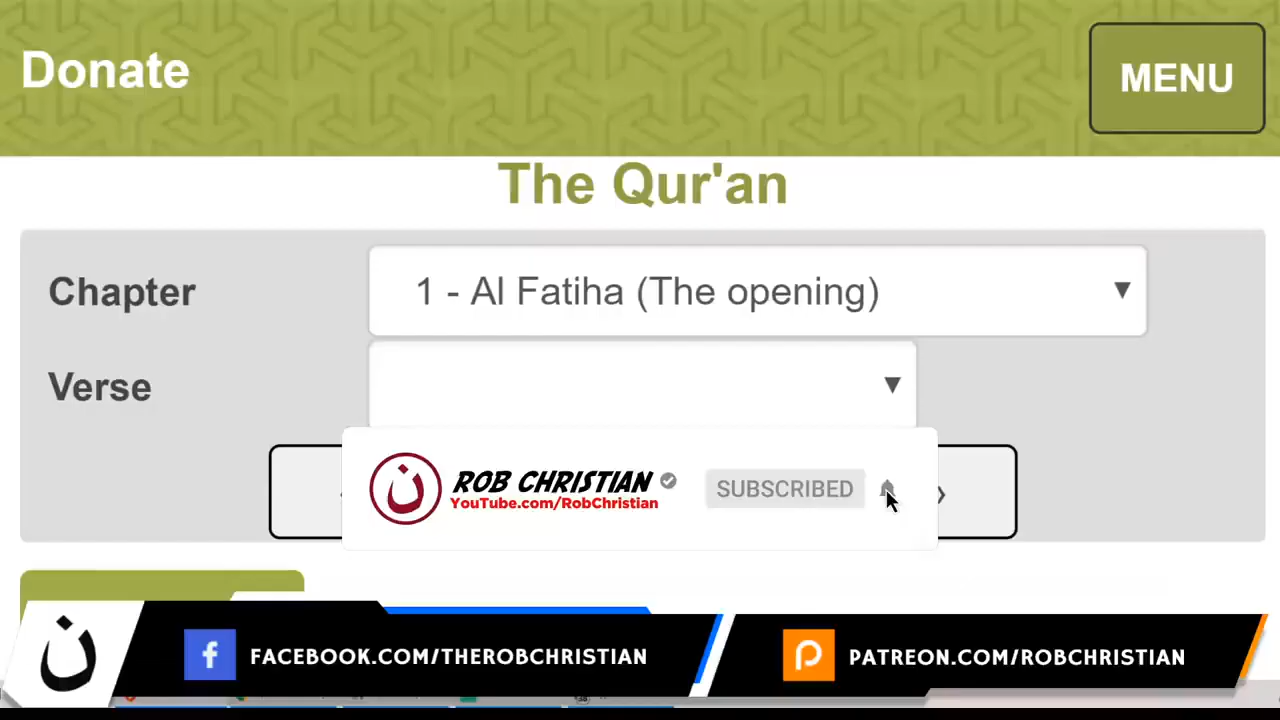 Donate
MENU
The Qur'an
Chapter
1 - Al Fatiha (The opening)
Verse
ن
ROB CHRISTIAN
YouTube.com/RobChristian
SUBSCRIBED
ن
f
FACEBOOK.COM/THEROBCHRISTIAN
PATREON.COM/ROBCHRISTIAN